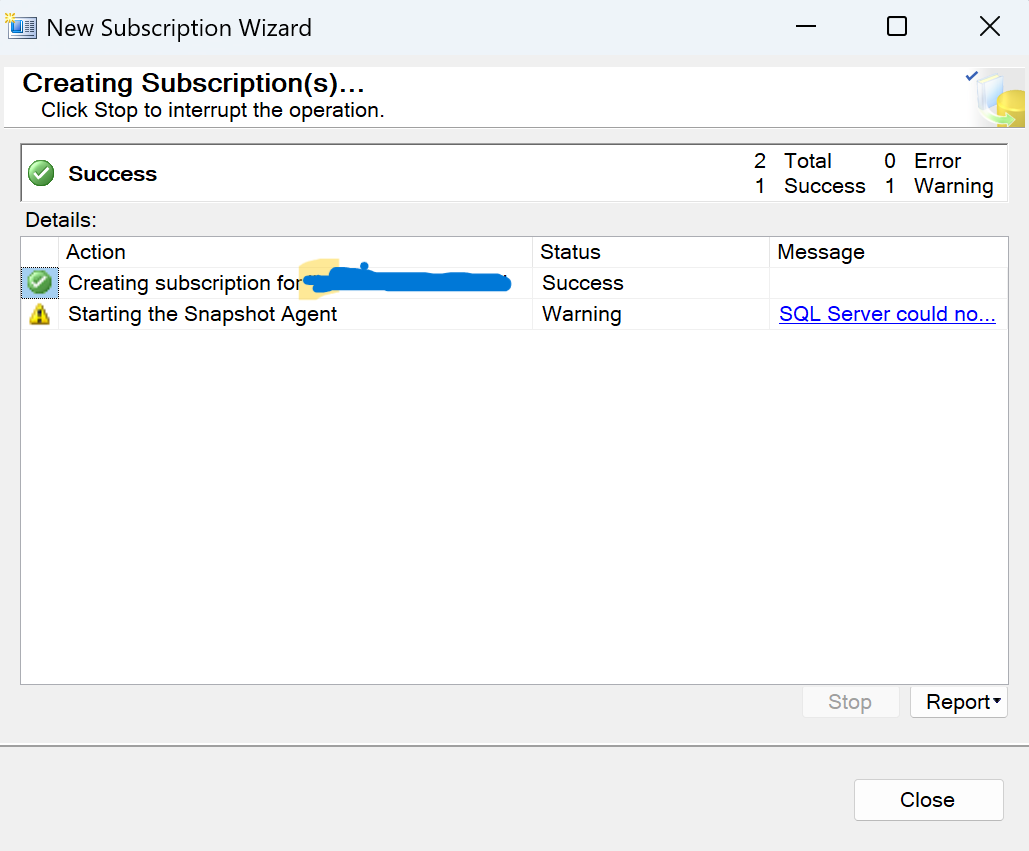 New Subscription Wizard
Creating Subscription(s)...
Click Stop to interrupt the operation.
Success
2 Total 0 Error
1 Success 1 Warning
Details:
Action Status Message
Creating subscription for Success
Starting the Snapshot Agent Warning SQL Server could no...
Stop Report
Close